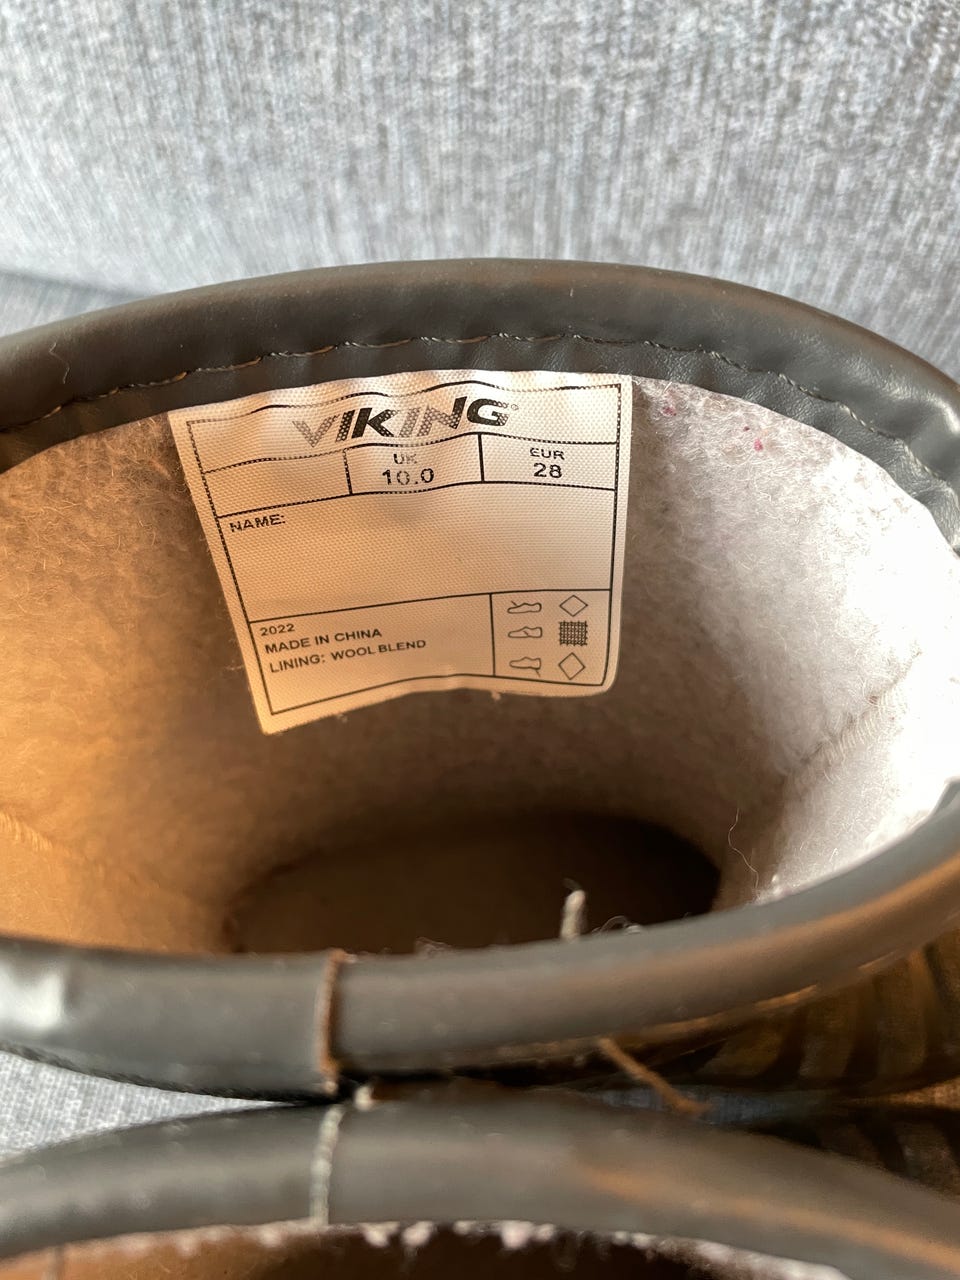 VIKING®
UK EUR
10.0 28
NAME:
2022
MADE IN CHINA
LINING: WOOL BLEND